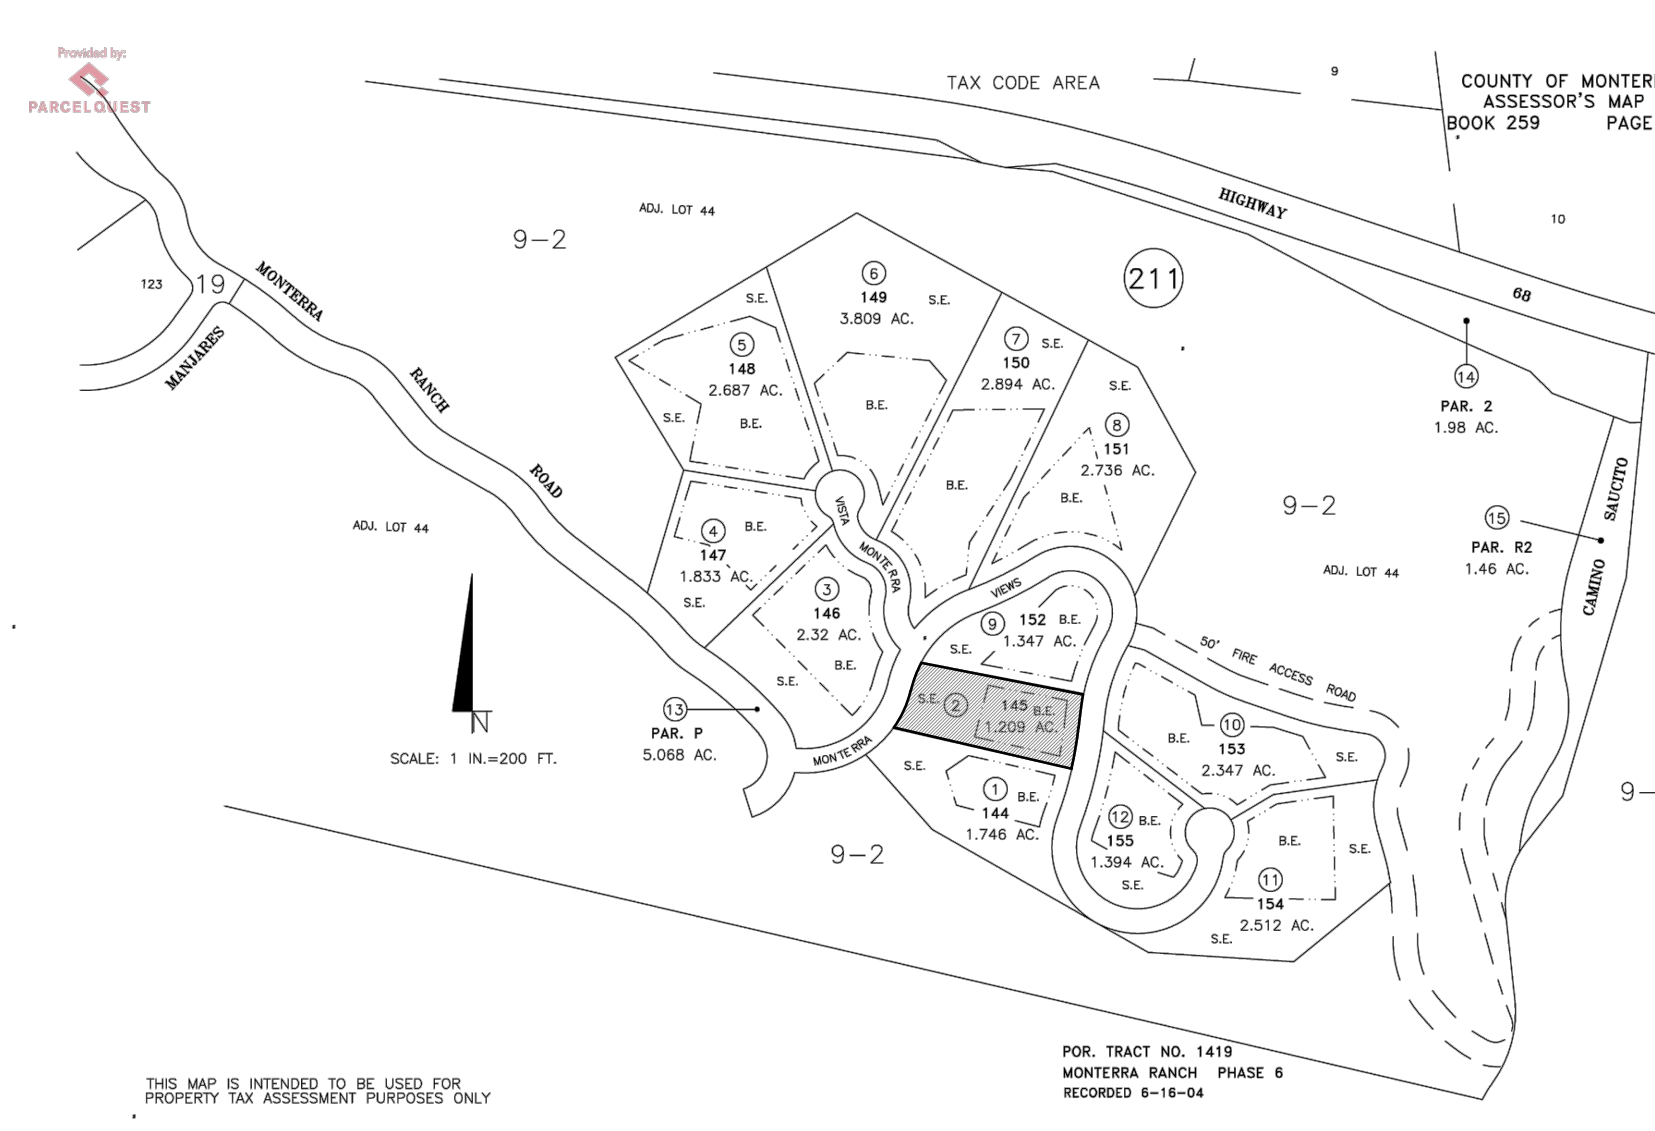 Provided by:
PARCELQUEST
TAX CODE AREA
9
COUNTY OF MONTER
ASSESSOR'S MAP
BOOK 259 PAGE
10
HIGHWAY
68
ADJ. LOT 44
9-2
211
123
19
MONTERRA
RANCH
ROAD
MANJARES
S.E.
6
149
3.809 AC.
S.E.
B.E.
5
148
2.687 AC.
S.E.
B.E.
7
S.E.
150
2.894 AC.
B.E.
S.E.
8
151
2.736 AC.
B.E.
14
PAR. 2
1.98 AC.
9-2
15
PAR. R2
1.46 AC.
ADJ. LOT 44
SAUCITO
CAMINO
ADJ. LOT 44
4
B.E.
147
1.833 AC.
S.E.
VISTA
MONTERRA
3
146
2.32 AC.
B.E.
S.E.
VIEWS
9
152
B.E.
1.347 AC.
S.E.
50' FIRE ACCESS ROAD
N
SCALE: 1 IN.=200 FT.
13
PAR. P
5.068 AC.
MONTERRA
S.E.
2
145
B.E.
1.209 AC.
S.E.
1
B.E.
144
1.746 AC.
10
B.E.
153
2.347 AC.
S.E.
12
B.E.
155
1.394 AC.
S.E.
B.E.
S.E.
11
154
2.512 AC.
S.E.
9-2
9-
POR. TRACT NO. 1419
MONTERRA RANCH PHASE 6
RECORDED 6-16-04
THIS MAP IS INTENDED TO BE USED FOR
PROPERTY TAX ASSESSMENT PURPOSES ONLY